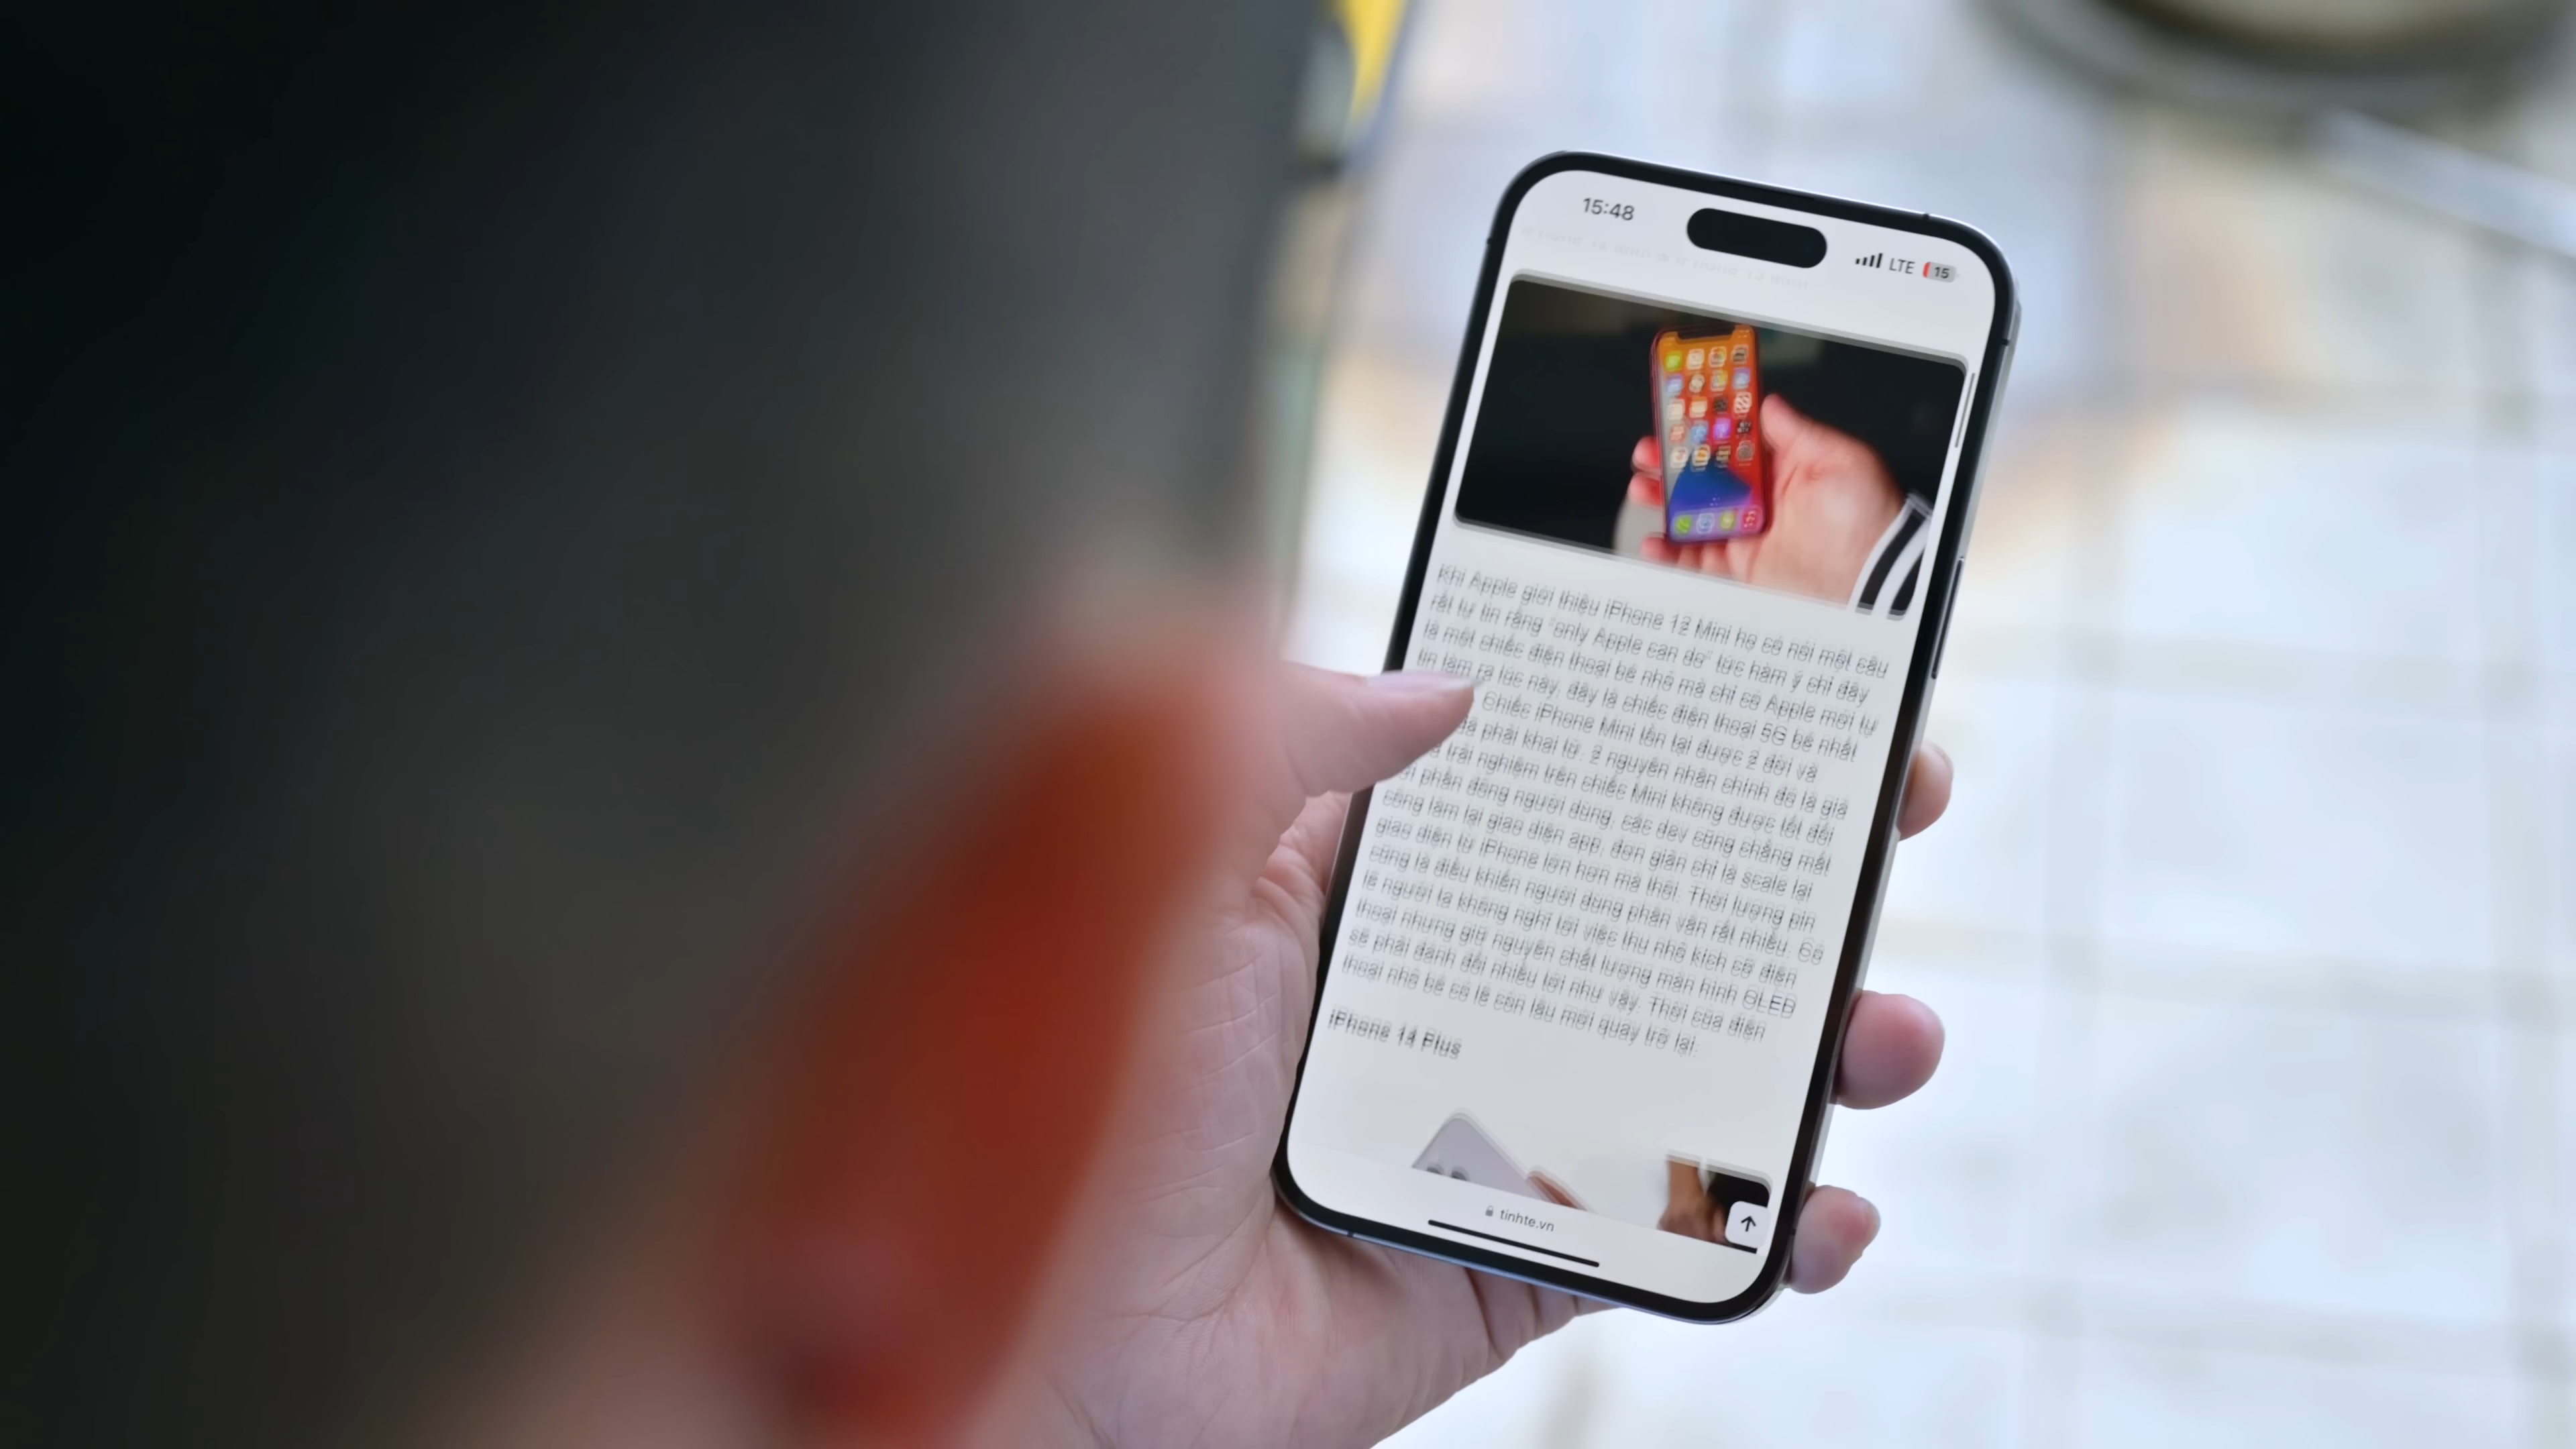 15:48
LTE 15
Khi Apple giới thiệu iPhone 12 Mini họ có nói một câu
rất tự tin rằng "only Apple can do" tức hàm ý chỉ đây
là một chiếc điện thoại bé nhỏ mà chỉ có Apple mới tự
tin làm ra lúc này, đây là chiếc điện thoại 5G bé nhất
Chiếc iPhone Mini tồn tại được 2 đời và
phải khai tử. 2 nguyên nhân chính đó là giá
trải nghiệm trên chiếc Mini không được tốt đối
phần đông người dùng, các dev cũng chẳng mất
công làm lại giao diện app, đơn giản chỉ là scale lại
giao diện từ iPhone lớn hơn mà thôi. Thời lượng pin
cũng là điều khiến người dùng phân vân rất nhiều. Có
lẽ người ta không nghĩ tới việc thu nhỏ kích cỡ điện
thoại nhưng giữ nguyên chất lượng màn hình OLED
sẽ phải đánh đổi nhiều tới như vậy. Thời của điện
thoại nhỏ bé có lẽ còn lâu mới quay trở lại.
iPhone 14 Plus
tinhte.vn